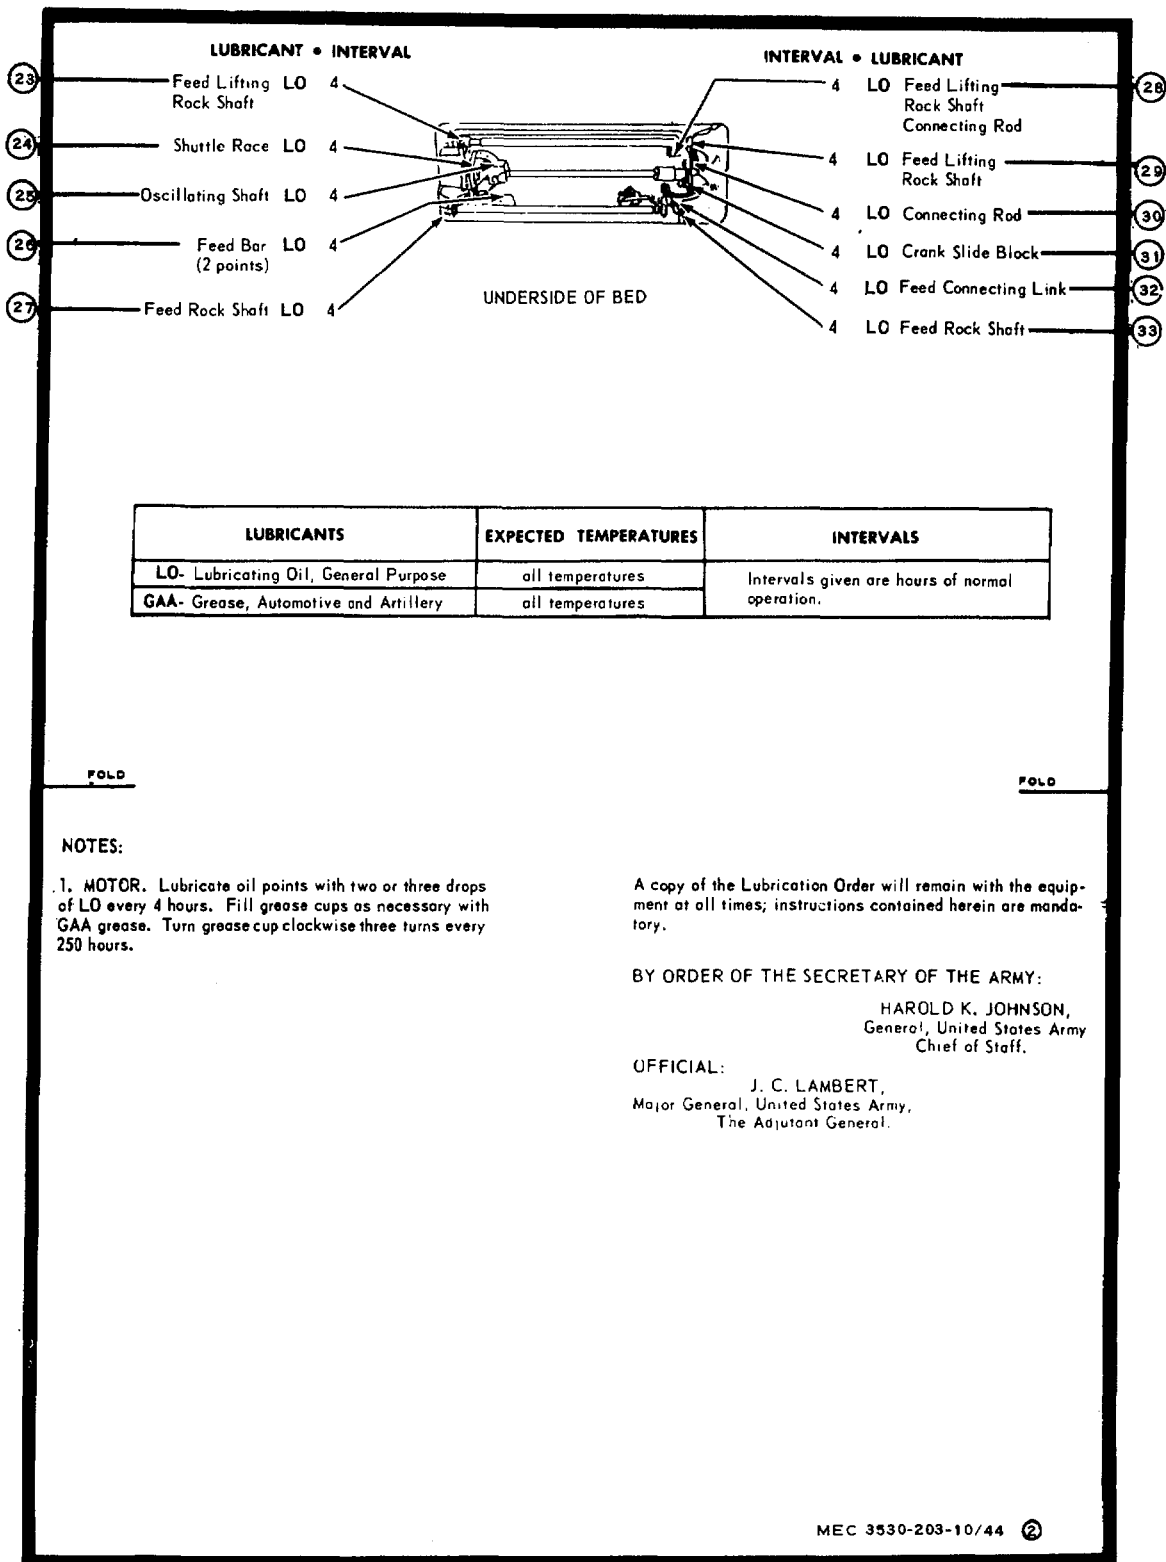 LUBRICANT • INTERVAL
23 Feed Lifting LO 4
Rock Shaft
24 Shuttle Race LO 4
25 Oscillating Shaft LO 4
26 Feed Bar LO 4
(2 points)
27 Feed Rock Shaft LO 4
INTERVAL • LUBRICANT
4 LO Feed Lifting 28
Rock Shaft
Connecting Rod
4 LO Feed Lifting 29
Rock Shaft
4 LO Connecting Rod 30
4 LO Crank Slide Block 31
4 LO Feed Connecting Link 32
4 LO Feed Rock Shaft 33
UNDERSIDE OF BED
LUBRICANTS EXPECTED TEMPERATURES INTERVALS
LO- Lubricating Oil, General Purpose all temperatures
GAA- Grease, Automotive and Artillery all temperatures
Intervals given are hours of normal
operation.
FOLD FOLD
NOTES:
1. MOTOR. Lubricate oil points with two or three drops
of LO every 4 hours. Fill grease cups as necessary with
GAA grease. Turn grease cup clockwise three turns every
250 hours.
A copy of the Lubrication Order will remain with the equip-
ment at all times; instructions contained herein are manda-
tory.
BY ORDER OF THE SECRETARY OF THE ARMY:
HAROLD K. JOHNSON,
General, United States Army
Chief of Staff.
OFFICIAL:
J. C. LAMBERT,
Major General, United States Army,
The Adjutant General.
MEC 3530-203-10/44 2